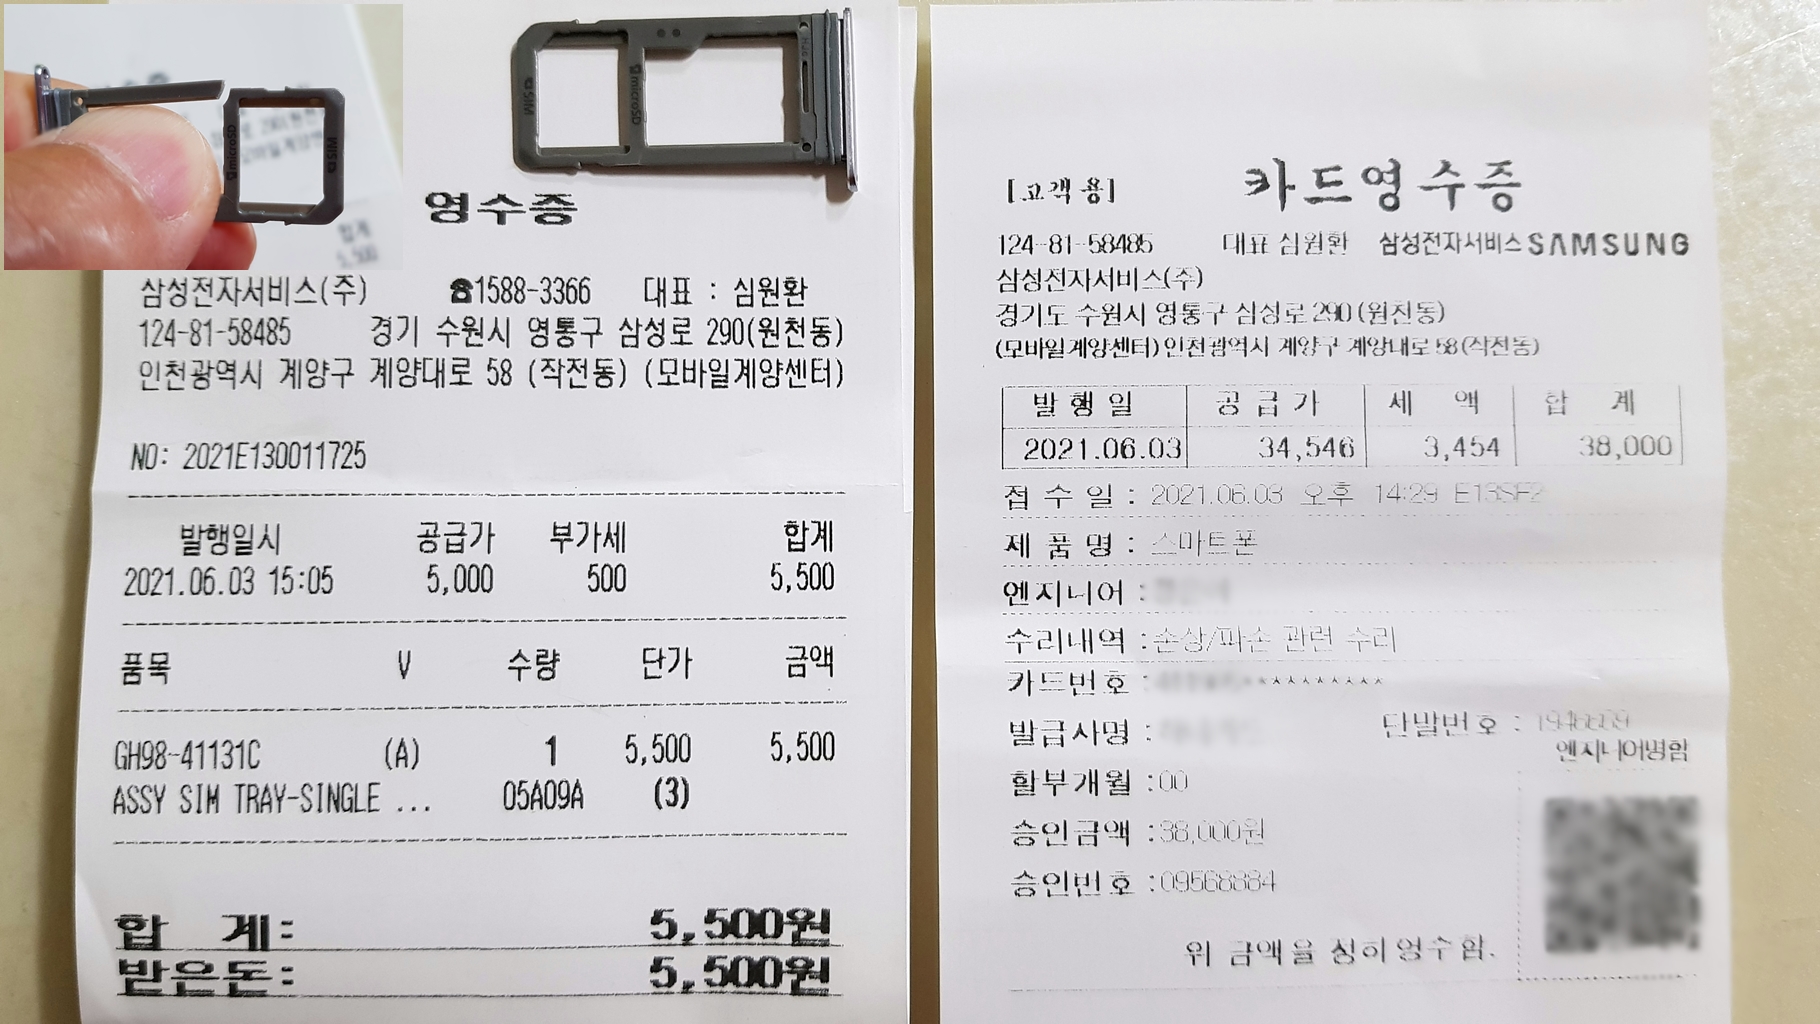 microSD
SIM
합계
5,500
SIM
microSD
영수증
삼성전자서비스(주) ☎1588-3366 대표 : 심원환
124-81-58485 경기 수원시 영통구 삼성로 290(원천동)
인천광역시 계양구 계양대로 58 (작전동) (모바일계양센터)
NO: 2021E130011725
발행일시 공급가 부가세 합계
2021.06.03 15:05 5,000 500 5,500
품목 V 수량 단가 금액
GH98-41131C (A) 1 5,500 5,500
ASSY SIM TRAY-SINGLE ... 05A09A (3)
합 계: 5,500원
받은돈: 5,500원
[고객용] 카드영수증
124-81-58485 대표 심원환 삼성전자서비스 SAMSUNG
삼성전자서비스(주)
경기도 수원시 영통구 삼성로 290 (원천동)
(모바일계양센터) 인천광역시 계양구 계양대로 58 (작전동)
발행일 공급가 세 액 합 계
2021.06.03 34,546 3,454 38,000
접수일 : 2021.06.03 오후 14:29 E13SF2
제품명 : 스마트폰
엔지니어 :
수리내역 :손상/파손 관련 수리
카드번호 : **********
발급사명 : 단말번호 :
엔지니어명함
할부개월 :00
승인금액 :38,000원
승인번호 :09568884
위 금액을 정히 영수함.